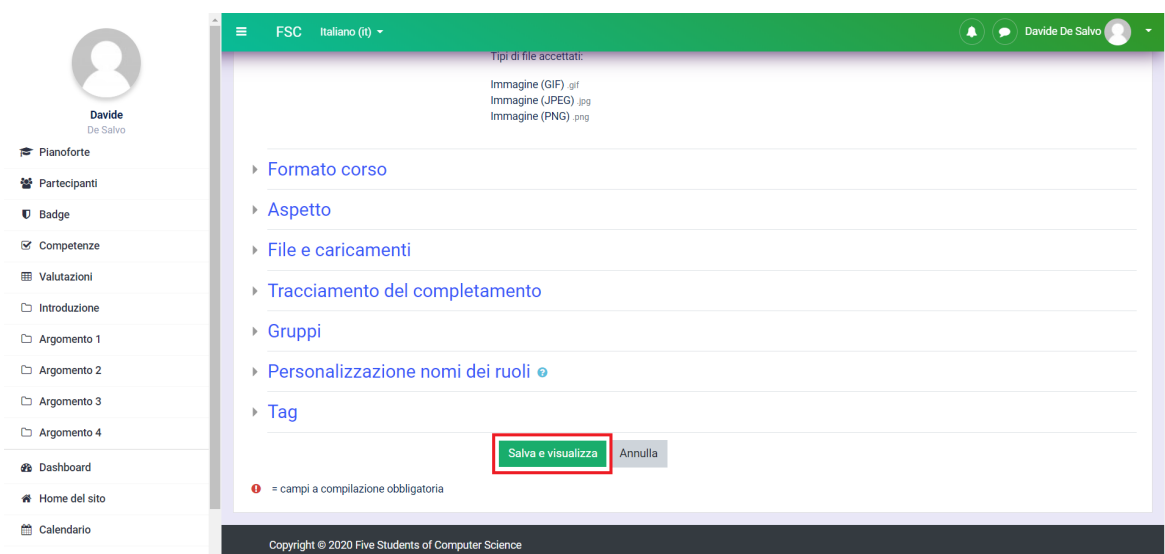 FSC Italiano (it)
Davide De Salvo
Davide
De Salvo
Pianoforte
Partecipanti
Badge
Competenze
Valutazioni
Introduzione
Argomento 1
Argomento 2
Argomento 3
Argomento 4
Dashboard
Home del sito
Calendario
Tipi di file accettati:
Immagine (GIF) .gif
Immagine (JPEG) .jpg
Immagine (PNG) .png
Formato corso
Aspetto
File e caricamenti
Tracciamento del completamento
Gruppi
Personalizzazione nomi dei ruoli ?
Tag
Salva e visualizza Annulla
! = campi a compilazione obbligatoria
Copyright © 2020 Five Students of Computer Science